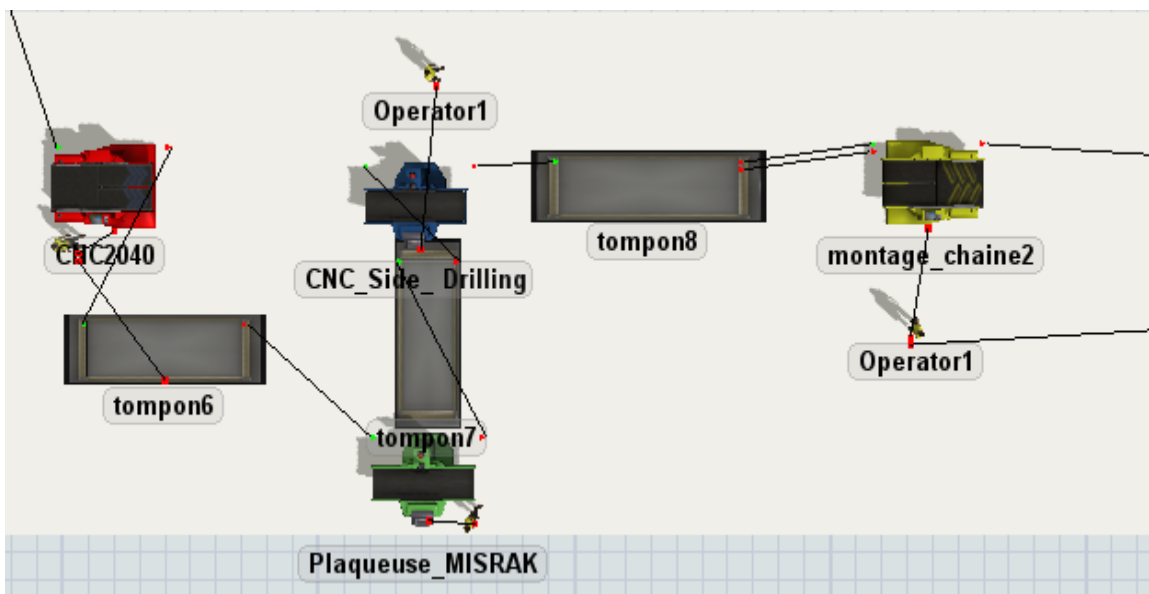 Operator1
CNC2040
tompon8
montage_chaine2
CNC_Side_ Drilling
Operator1
tompon6
tompon7
Plaqueuse_MISRAK